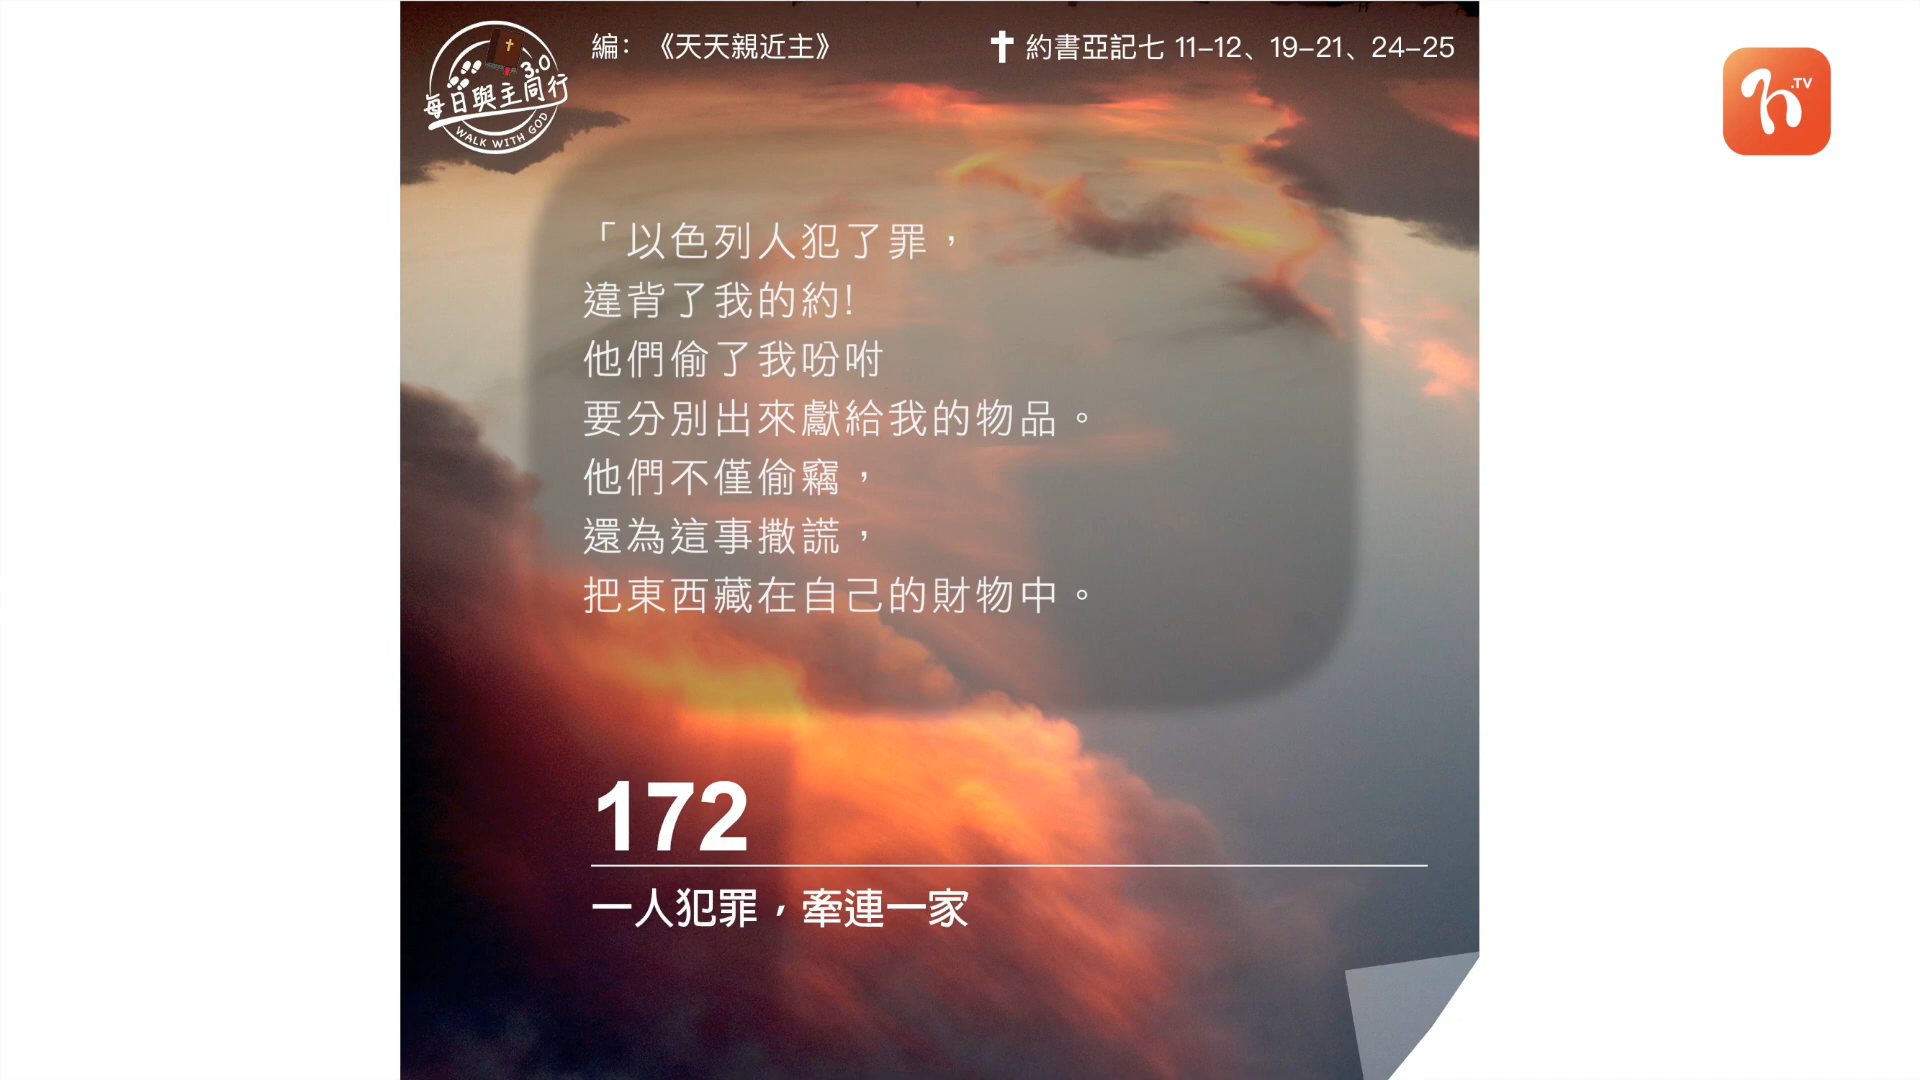 3.0
每日與主同行
WALK WITH GOD
編：《天天親近主》
約書亞記七 11-12、19-21、24-25
.TV
「以色列人犯了罪，
違背了我的約!
他們偷了我吩咐
要分別出來獻給我的物品。
他們不僅偷竊，
還為這事撒謊，
把東西藏在自己的財物中。
172
一人犯罪，牽連一家